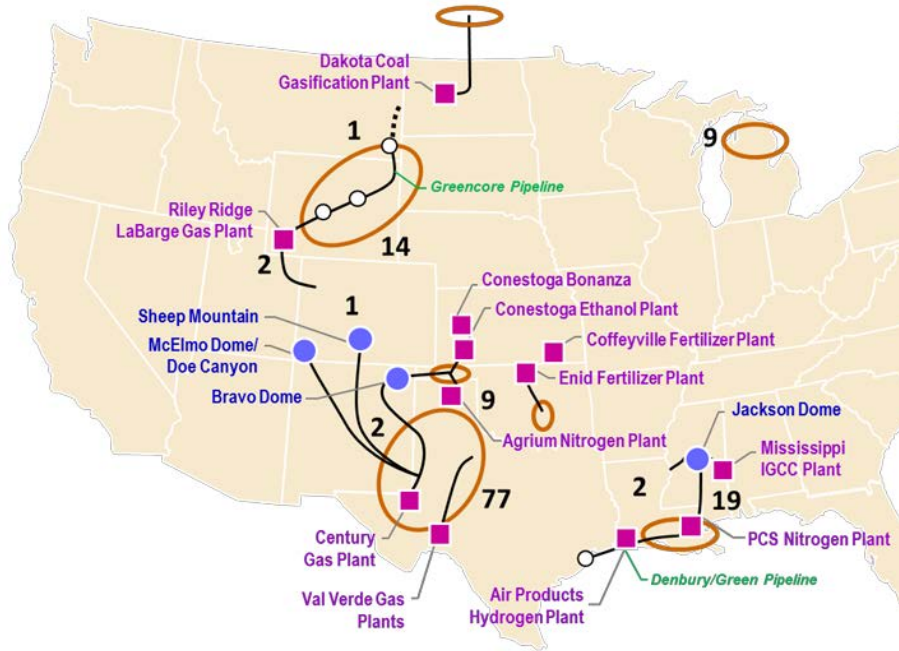 Dakota Coal
Gasification Plant
1
9
Greencore Pipeline
Riley Ridge
LaBarge Gas Plant
14
2
Conestoga Bonanza
1
Conestoga Ethanol Plant
Sheep Mountain
McElmo Dome/
Doe Canyon
Coffeyville Fertilizer Plant
Enid Fertilizer Plant
Bravo Dome
9
Jackson Dome
2
Agrium Nitrogen Plant
Mississippi
IGCC Plant
2
77
19
Century
Gas Plant
PCS Nitrogen Plant
Denbury/Green Pipeline
Val Verde Gas
Plants
Air Products
Hydrogen Plant